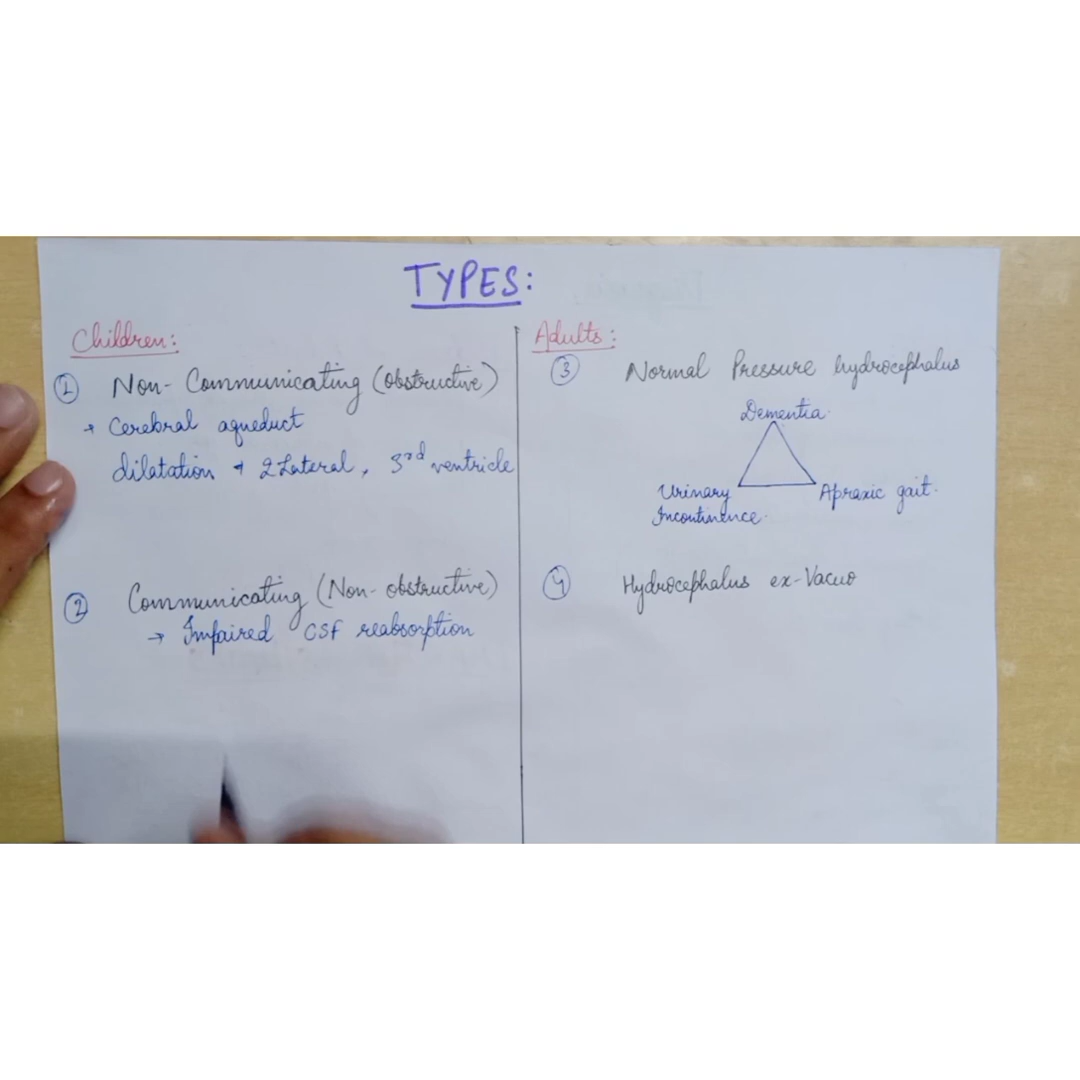 TYPES:
Children:
① Non-Communicating (obstructive)
→ Cerebral aqueduct
dilatation → 2 Lateral, 3rd ventricle
② Communicating (Non-obstructive)
→ Impaired CSF reabsorption
Adults:
③ Normal Pressure hydrocephalus
Dementia.
Urinary
Incontinence.
Apraxic gait.
④ Hydrocephalus ex-Vacuo